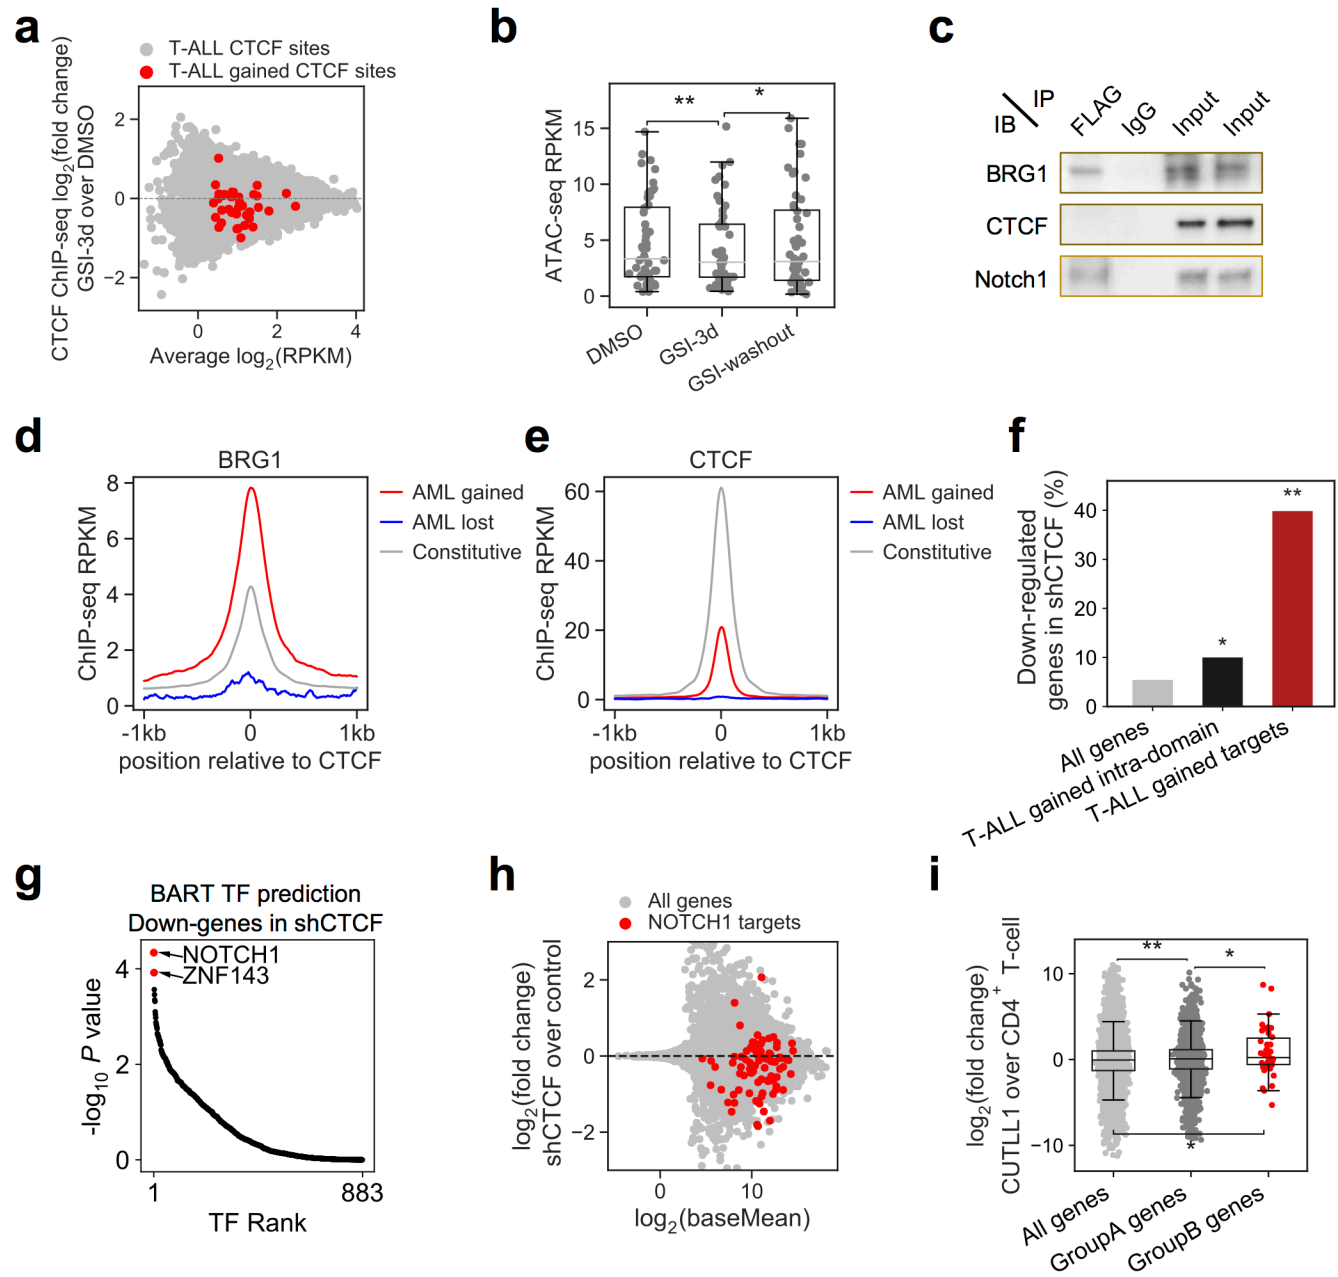 a
T-ALL CTCF sites
T-ALL gained CTCF sites
CTCF ChIP-seq log2(fold change)
GSI-3d over DMSO
2
0
−2
0
2
4
Average log2(RPKM)
b
ATAC-seq RPKM
15
10
5
0
**
*
DMSO
GSI-3d
GSI-washout
c
IP
IB
FLAG
IgG
Input
Input
BRG1
CTCF
Notch1
d
BRG1
ChIP-seq RPKM
8
6
4
2
0
-1kb
0
1kb
position relative to CTCF
AML gained
AML lost
Constitutive
e
CTCF
ChIP-seq RPKM
60
40
20
0
-1kb
0
1kb
position relative to CTCF
AML gained
AML lost
Constitutive
f
Down-regulated
genes in shCTCF (%)
40
30
20
10
0
*
**
All genes
T-ALL gained intra-domain
T-ALL gained targets
g
BART TF prediction
Down-genes in shCTCF
NOTCH1
ZNF143
-log10 P value
4
2
0
1
883
TF Rank
h
All genes
NOTCH1 targets
log2(fold change)
shCTCF over control
2
0
−2
0
10
log2(baseMean)
i
log2(fold change)
CUTLL1 over CD4+ T-cell
10
0
−10
**
*
*
All genes
GroupA genes
GroupB genes